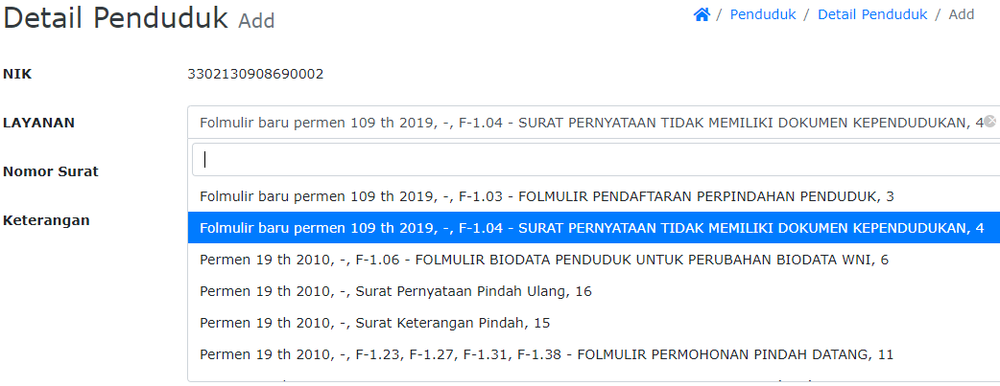 Detail Penduduk Add
/ Penduduk / Detail Penduduk / Add
NIK 3302130908690002
LAYANAN Folmulir baru permen 109 th 2019, -, F-1.04 - SURAT PERNYATAAN TIDAK MEMILIKI DOKUMEN KEPENDUDUKAN, 4
Nomor Surat
Folmulir baru permen 109 th 2019, -, F-1.03 - FOLMULIR PENDAFTARAN PERPINDAHAN PENDUDUK, 3
Keterangan
Folmulir baru permen 109 th 2019, -, F-1.04 - SURAT PERNYATAAN TIDAK MEMILIKI DOKUMEN KEPENDUDUKAN, 4
Permen 19 th 2010, -, F-1.06 - FOLMULIR BIODATA PENDUDUK UNTUK PERUBAHAN BIODATA WNI, 6
Permen 19 th 2010, -, Surat Pernyataan Pindah Ulang, 16
Permen 19 th 2010, -, Surat Keterangan Pindah, 15
Permen 19 th 2010, -, F-1.23, F-1.27, F-1.31, F-1.38 - FOLMULIR PERMOHONAN PINDAH DATANG, 11